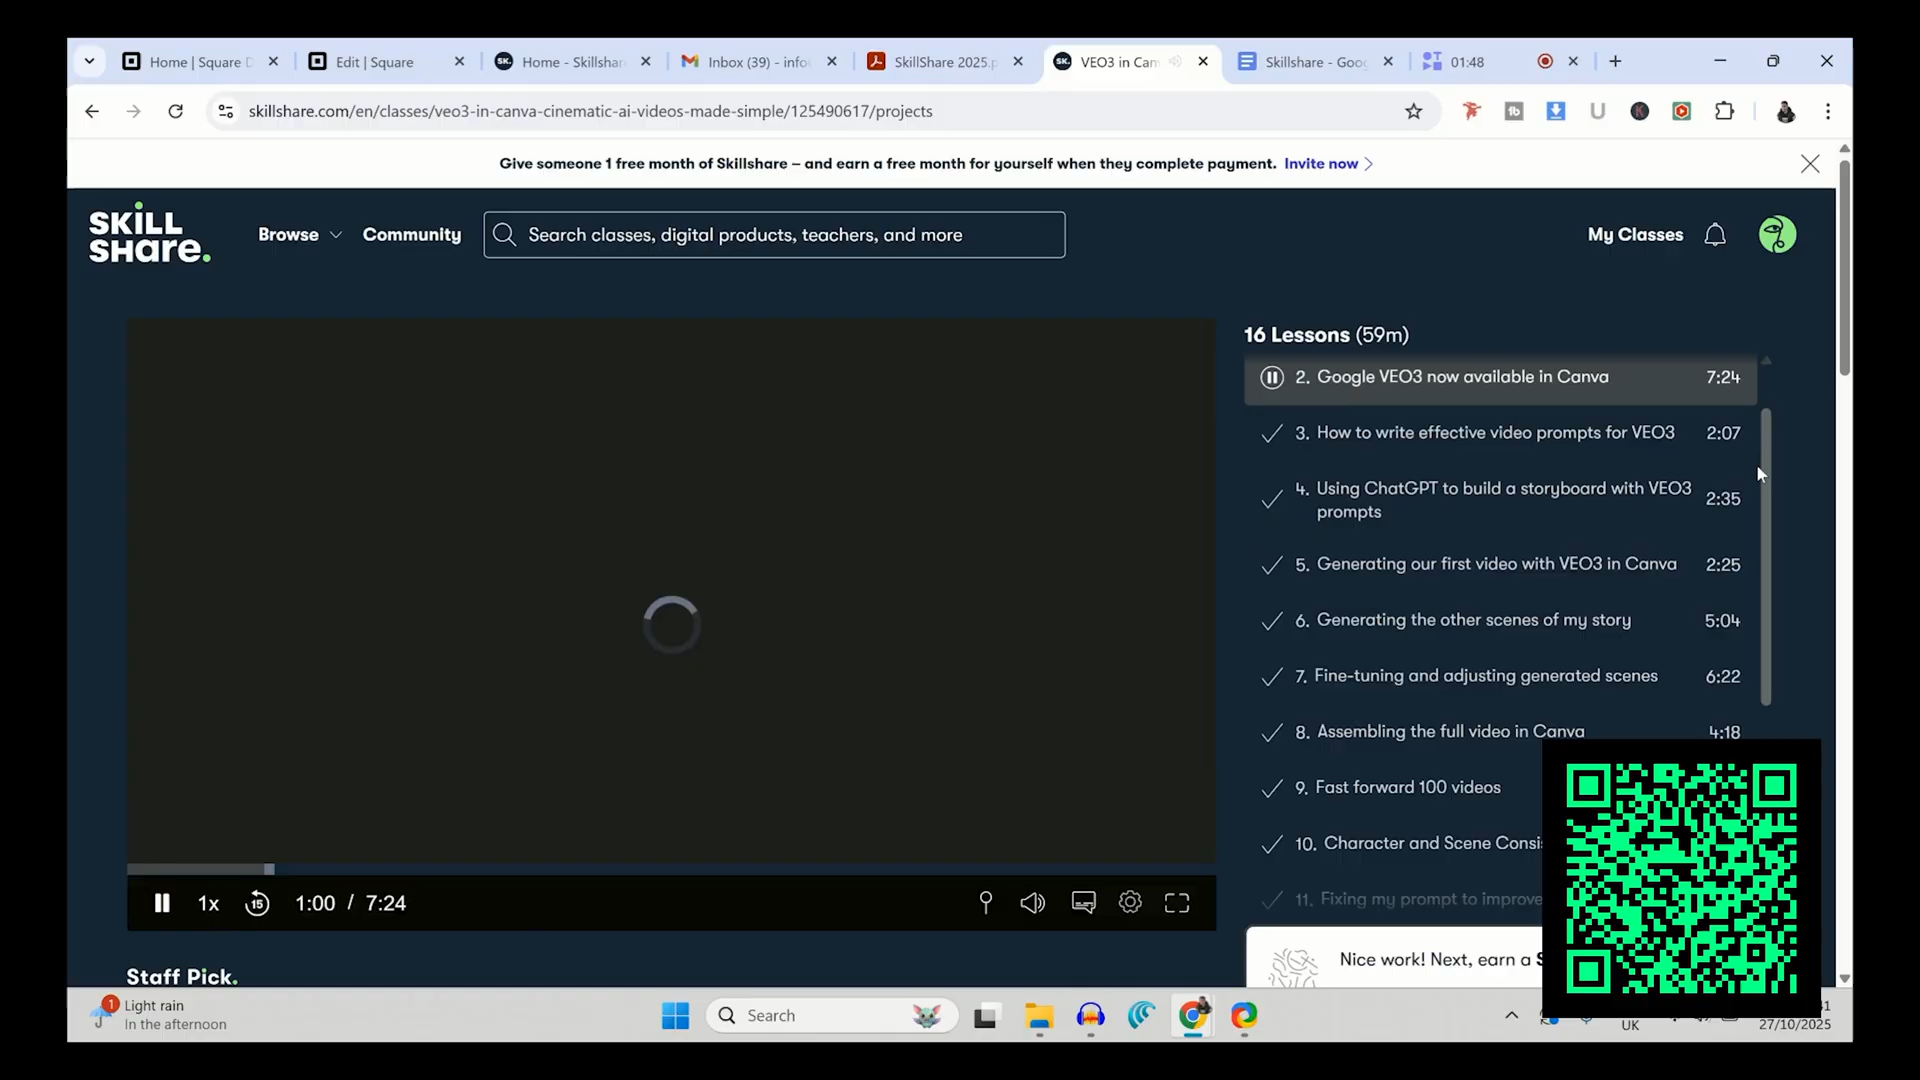 Home | Square D
Edit | Square
Home - Skillshar
Inbox (39) - info
SkillShare 2025.p
VEO3 in Can
Skillshare - Goog
01:48
skillshare.com/en/classes/veo3-in-canva-cinematic-ai-videos-made-simple/125490617/projects
Give someone 1 free month of Skillshare – and earn a free month for yourself when they complete payment. Invite now
SKILL
SHare.
Browse
Community
Search classes, digital products, teachers, and more
My Classes
16 Lessons (59m)
2. Google VEO3 now available in Canva 7:24
3. How to write effective video prompts for VEO3 2:07
4. Using ChatGPT to build a storyboard with VEO3
prompts 2:35
5. Generating our first video with VEO3 in Canva 2:25
6. Generating the other scenes of my story 5:04
7. Fine-tuning and adjusting generated scenes 6:22
8. Assembling the full video in Canva 4:18
9. Fast forward 100 videos
10. Character and Scene Consi
11. Fixing my prompt to improve
1x
15
1:00 / 7:24
Staff Pick.
Nice work! Next, earn a S
1
Light rain
In the afternoon
Search
UK
27/10/2025